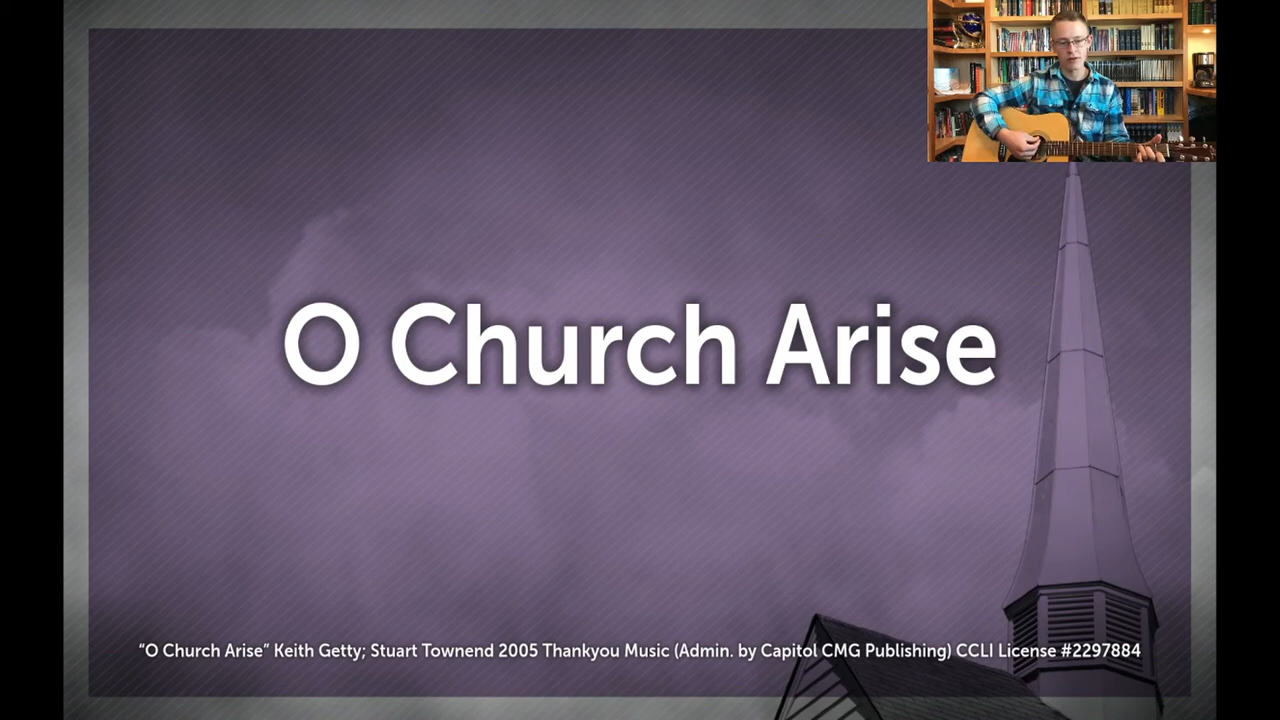 O Church Arise
“O Church Arise” Keith Getty; Stuart Townend 2005 Thankyou Music (Admin. by Capitol CMG Publishing) CCLI License #2297884